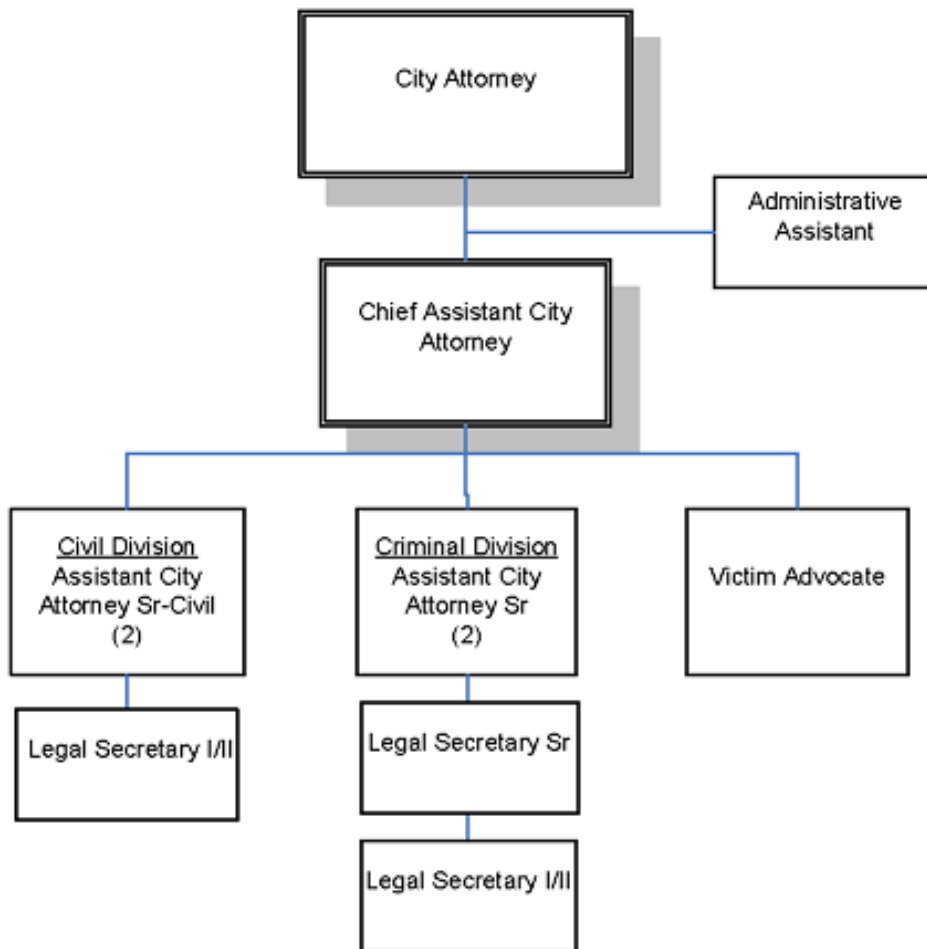 City Attorney
Administrative
Assistant
Chief Assistant City
Attorney
Civil Division
Assistant City
Attorney Sr-Civil
(2)
Criminal Division
Assistant City
Attorney Sr
(2)
Victim Advocate
Legal Secretary I/II
Legal Secretary Sr
Legal Secretary I/II